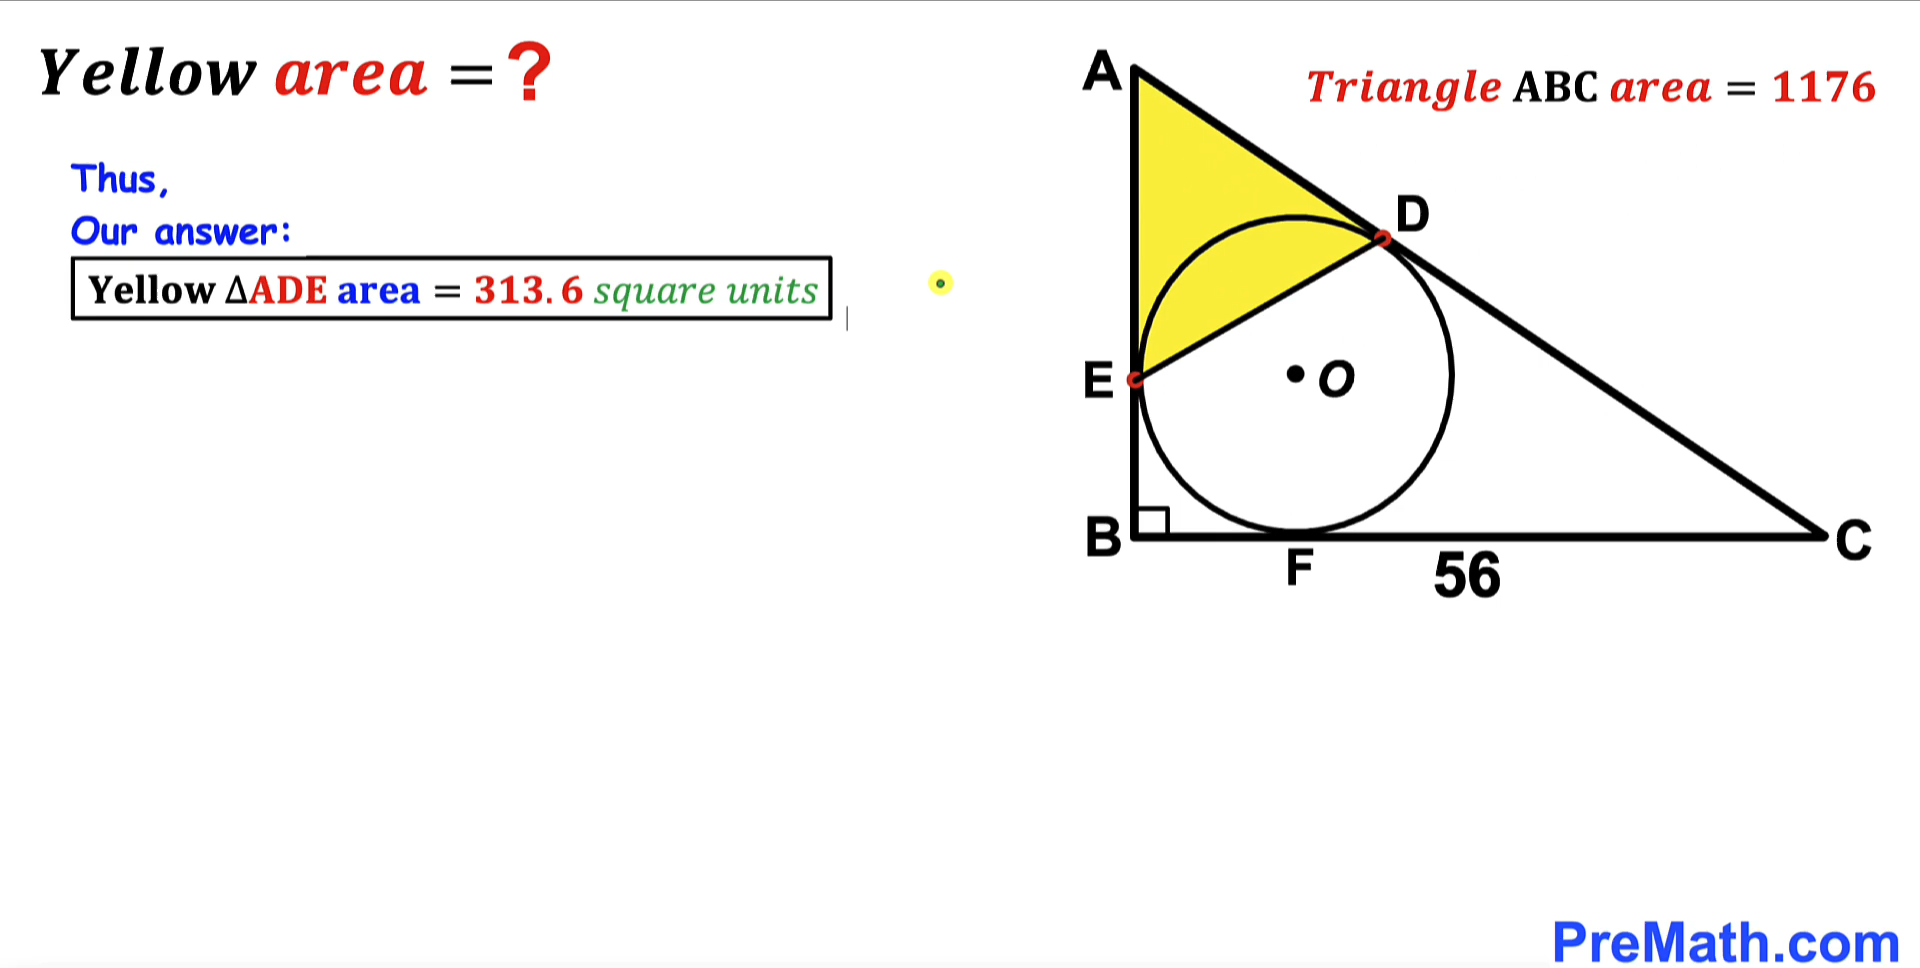 Yellow area = ?
Thus,
Our answer:
Yellow ΔADE area = 313.6 square units
Triangle ABC area = 1176
A
D
E
O
B
C
F
56
PreMath.com